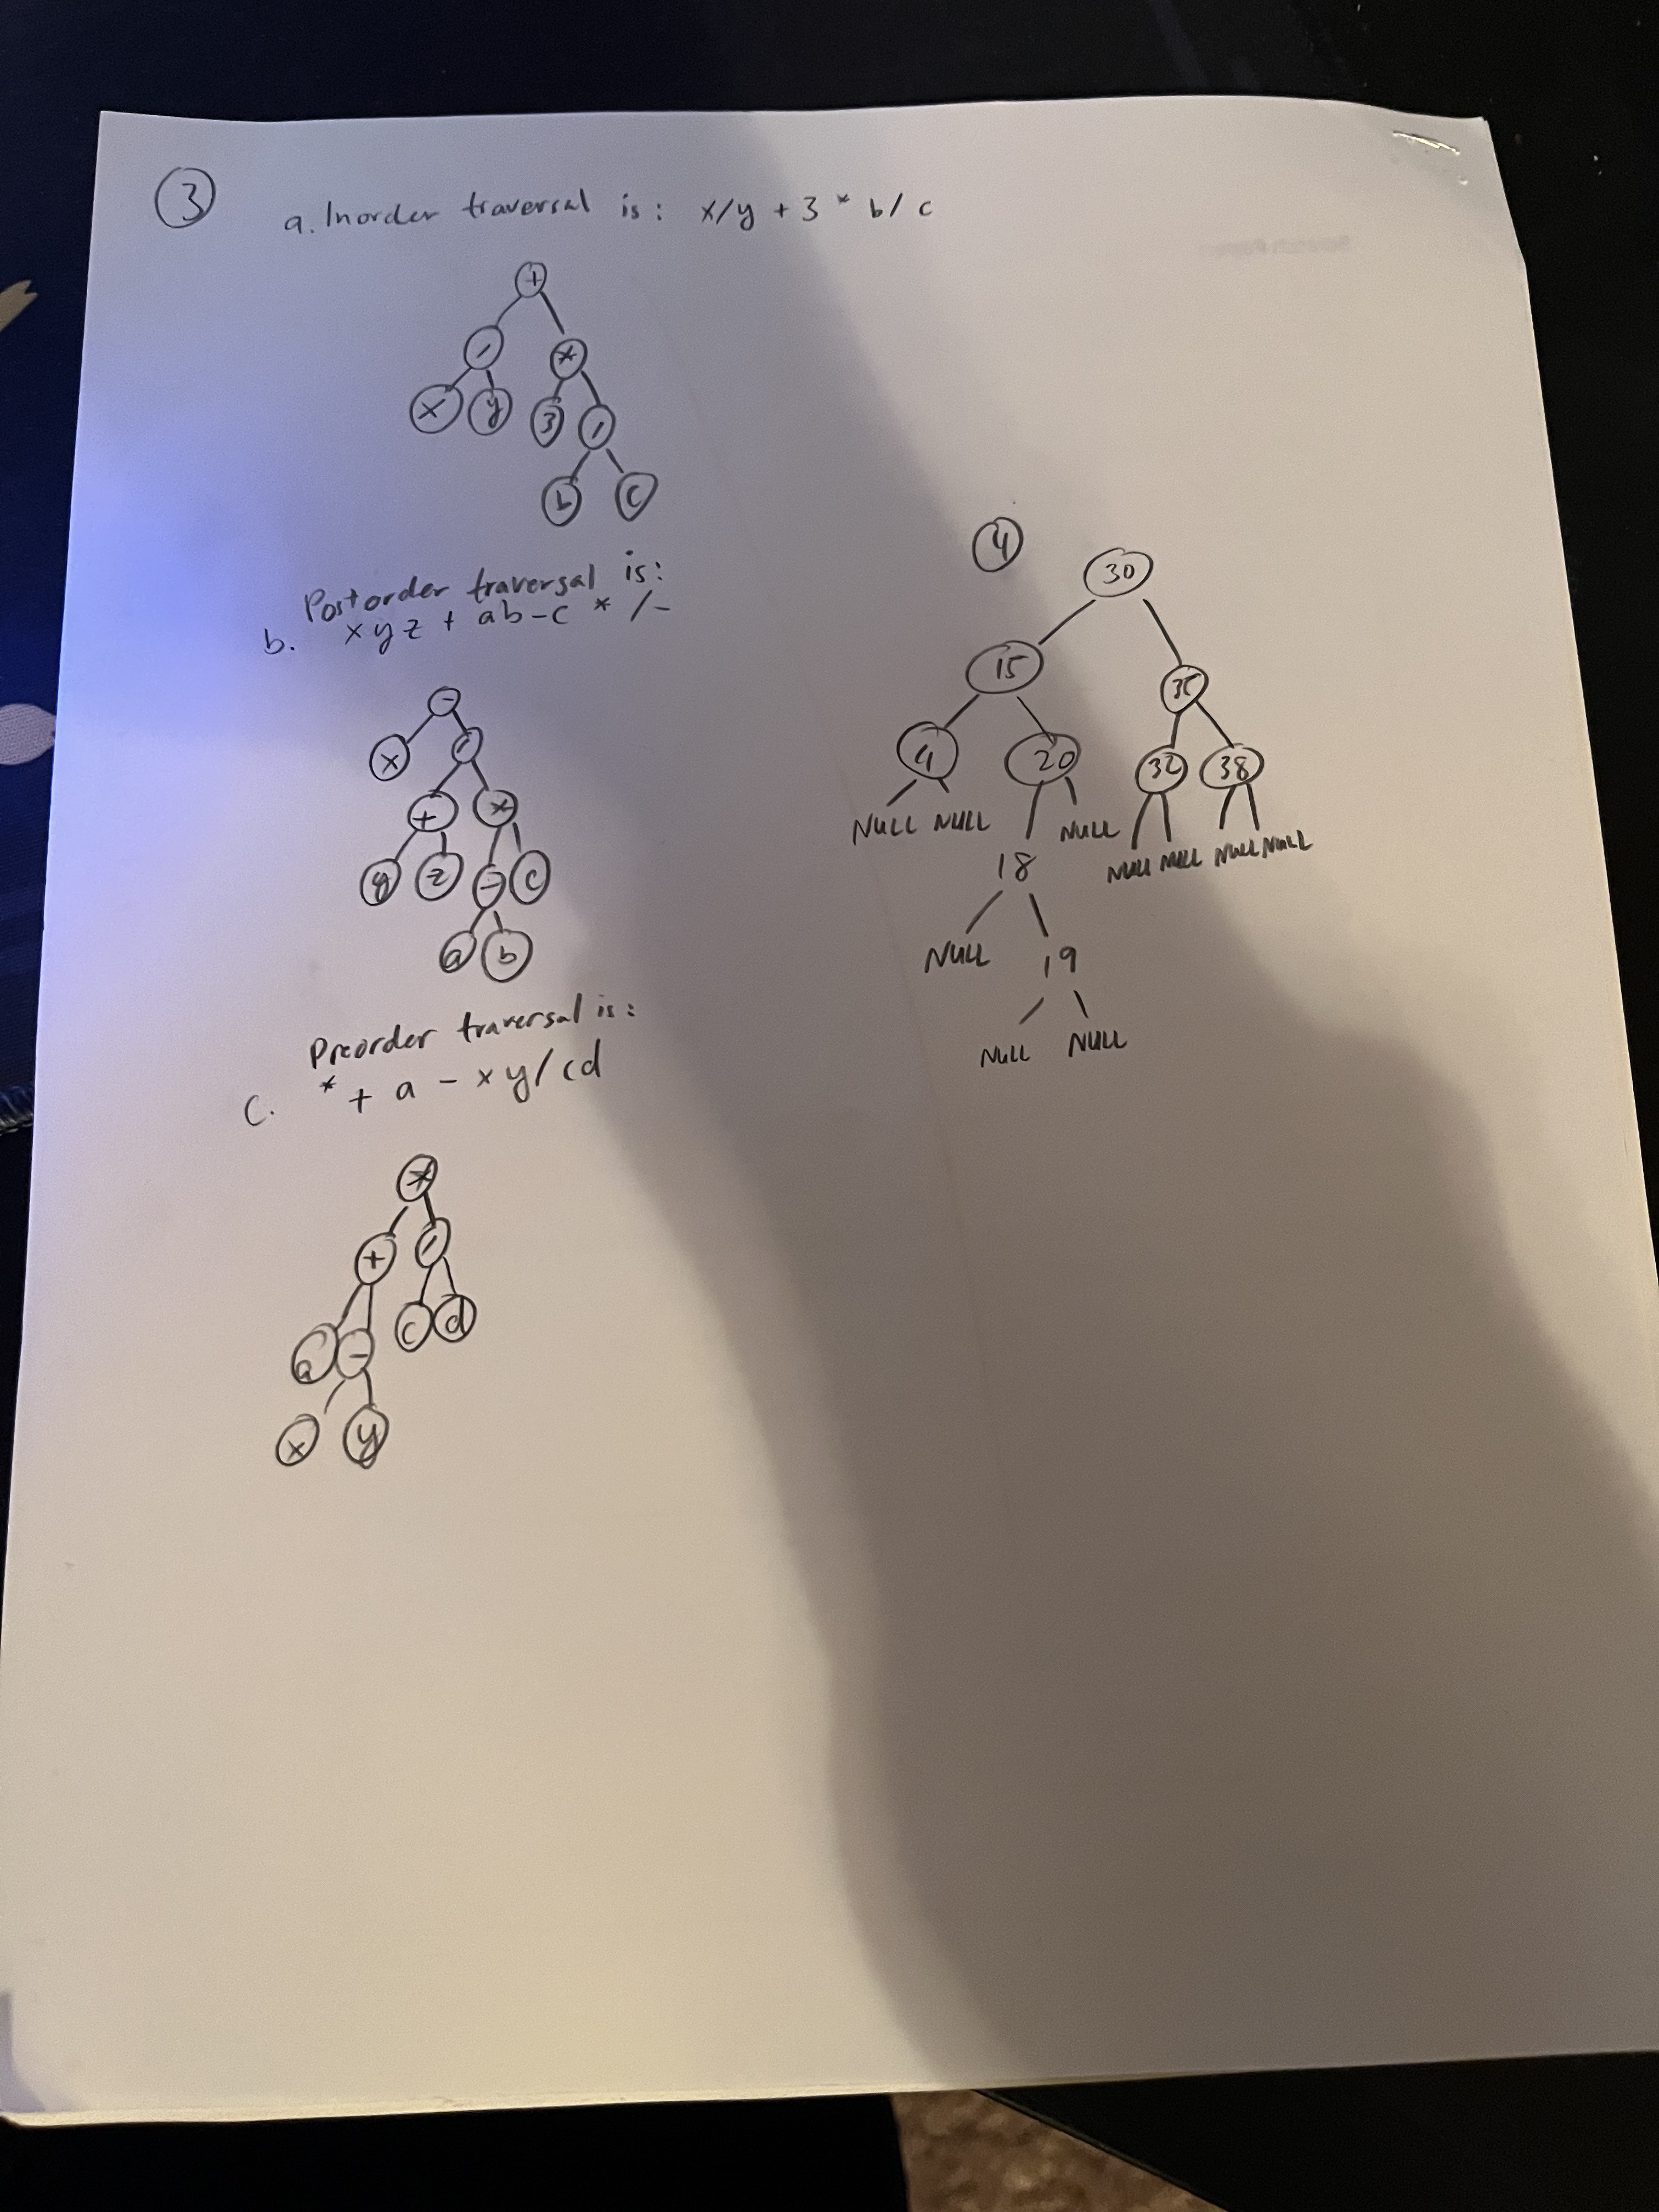 3
a. Inorder traversal is: x/y + 3 * b/c
+
/ *
x y 3 /
b c
Postorder traversal is:
b. x y z + ab-c * /-
-
x /
+ *
y z - c
a b
Preorder traversal is:
c. * + a - x y / cd
*
+ /
a - c d
x y
4
30
15 35
4 20 32 38
NULL NULL 18 NULL NULL NULL NULL NULL
NULL 19
NULL NULL